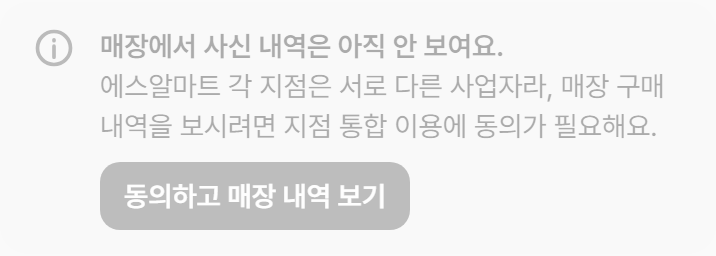 매장에서 사신 내역은 아직 안 보여요.
에스알마트 각 지점은 서로 다른 사업자라, 매장 구매
내역을 보시려면 지점 통합 이용에 동의가 필요해요.
동의하고 매장 내역 보기